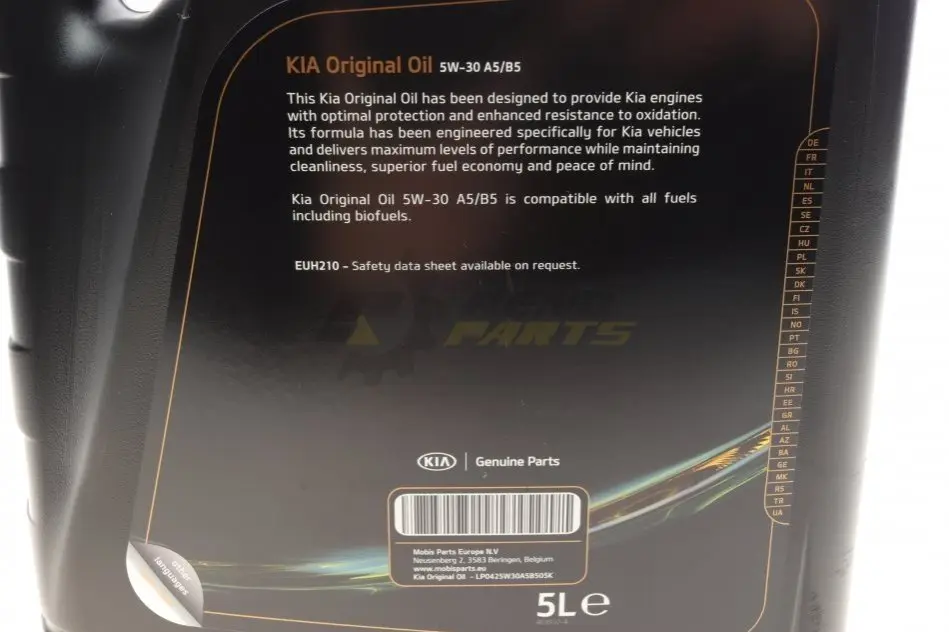 KIA Original Oil 5W-30 A5/B5
This Kia Original Oil has been designed to provide Kia engines
with optimal protection and enhanced resistance to oxidation.
Its formula has been engineered specifically for Kia vehicles
and delivers maximum levels of performance while maintaining
cleanliness, superior fuel economy and peace of mind.
Kia Original Oil 5W-30 A5/B5 is compatible with all fuels
including biofuels.
EUH210 - Safety data sheet available on request.
DE
FR
IT
NL
ES
SE
CZ
HU
PL
SK
DK
FI
IS
NO
PT
BG
RO
SI
HR
EE
GR
AL
AZ
BA
GE
MK
RS
TR
UA
PARTS
KIA | Genuine Parts
Mobis Parts Europe N.V
Neusenberg 2, 3583 Beringen, Belgium
www.mobisparts.eu
Kia Original Oil - LP0425W30A5B505K
other
languages
5L e